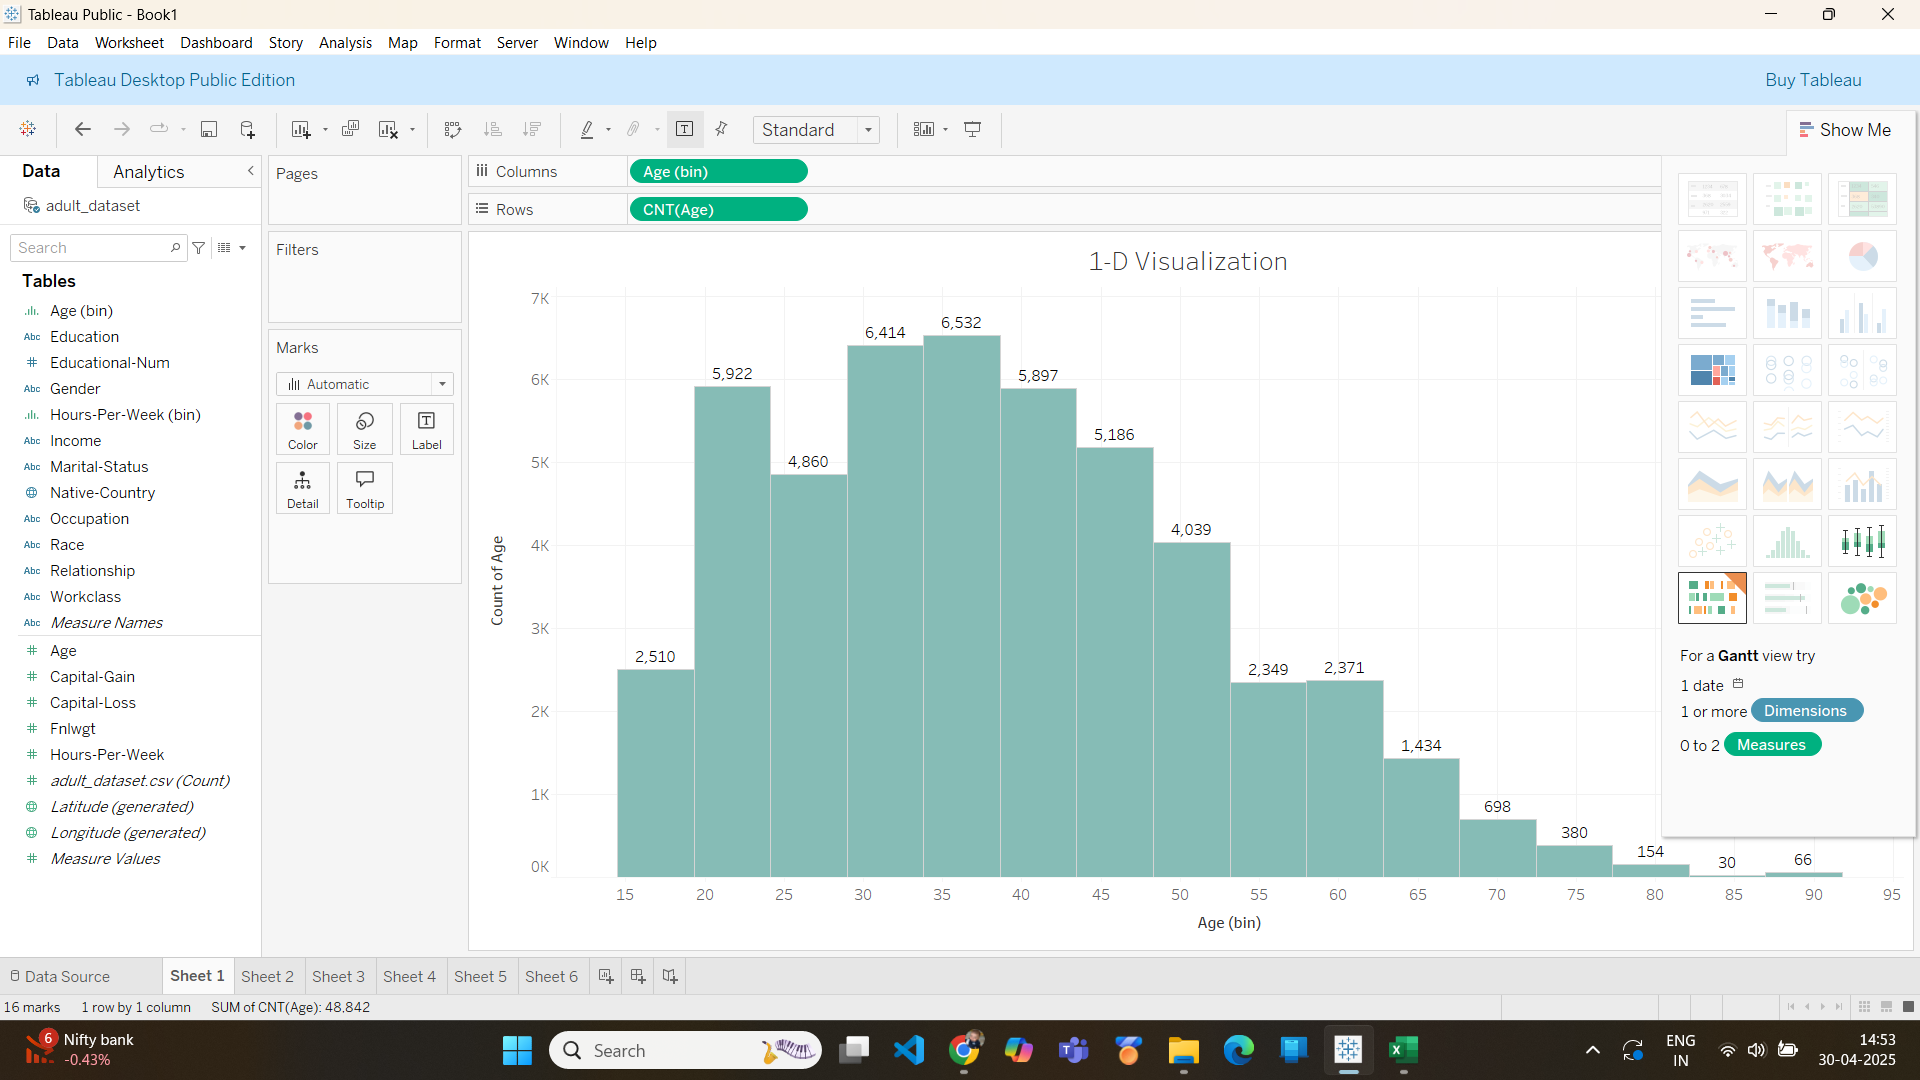 Tableau Public - Book1
File Data Worksheet Dashboard Story Analysis Map Format Server Window Help
Tableau Desktop Public Edition
Buy Tableau
Standard
Show Me
Data
Analytics
adult_dataset
Search
Tables
Age (bin)
Abc Education
Educational-Num
Abc Gender
Hours-Per-Week (bin)
Abc Income
Abc Marital-Status
Native-Country
Abc Occupation
Abc Race
Abc Relationship
Abc Workclass
Abc Measure Names
Age
Capital-Gain
Capital-Loss
Fnlwgt
Hours-Per-Week
adult_dataset.csv (Count)
Latitude (generated)
Longitude (generated)
Measure Values
Pages
Filters
Marks
Automatic
Color Size Label
Detail Tooltip
Columns Age (bin)
Rows CNT(Age)
1-D Visualization
7K
6K
5K
4K
3K
2K
1K
0K
Count of Age
2,510
5,922
4,860
6,414
6,532
5,897
5,186
4,039
2,349
2,371
1,434
698
380
154
30
66
15 20 25 30 35 40 45 50 55 60 65 70 75 80 85 90 95
Age (bin)
For a Gantt view try
1 date
1 or more Dimensions
0 to 2 Measures
Data Source Sheet 1 Sheet 2 Sheet 3 Sheet 4 Sheet 5 Sheet 6
16 marks 1 row by 1 column SUM of CNT(Age): 48,842
6
Nifty bank
-0.43%
Search
ENG
IN
14:53
30-04-2025